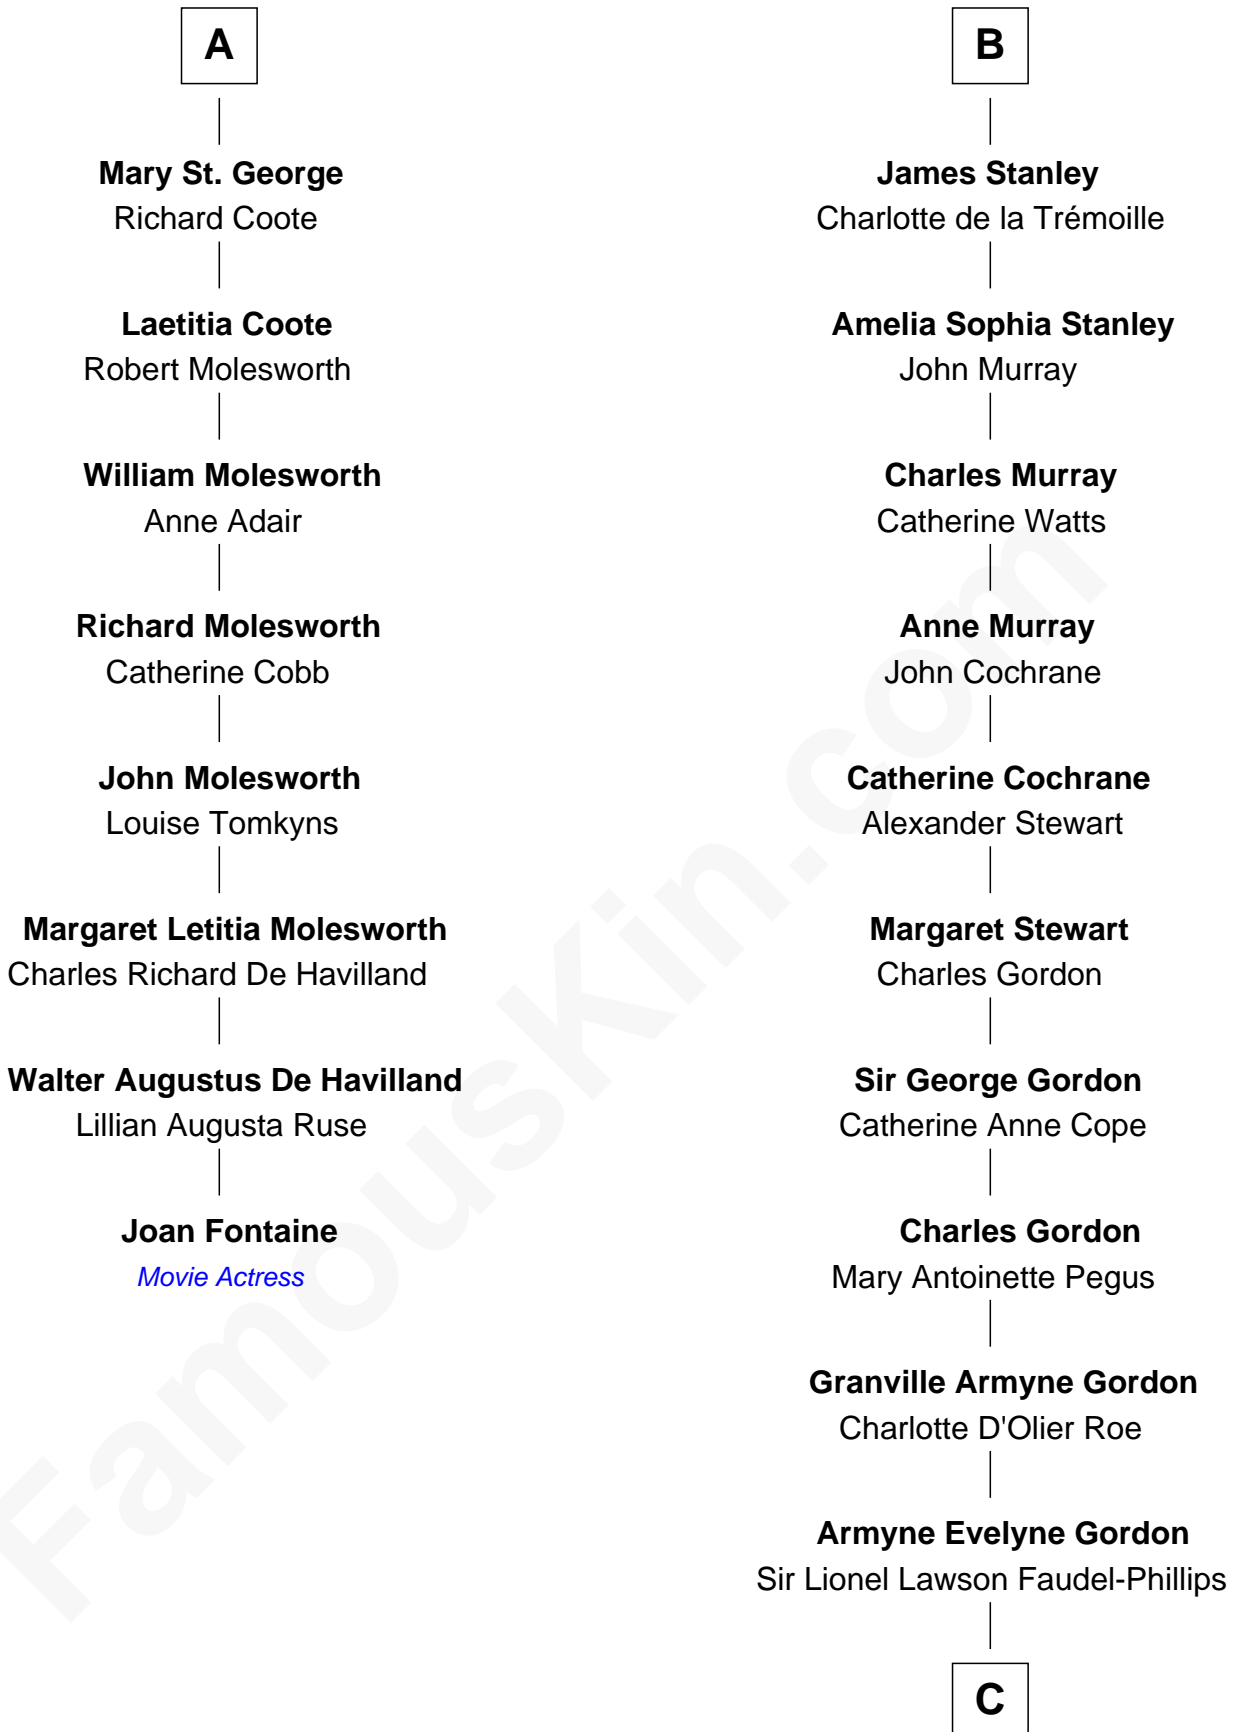 A
Mary St. George
Richard Coote
Laetitia Coote
Robert Molesworth
William Molesworth
Anne Adair
Richard Molesworth
Catherine Cobb
John Molesworth
Louise Tomkyns
Margaret Letitia Molesworth
Charles Richard De Havilland
Walter Augustus De Havilland
Lillian Augusta Ruse
Joan Fontaine
Movie Actress
B
James Stanley
Charlotte de la Trémoille
Amelia Sophia Stanley
John Murray
Charles Murray
Catherine Watts
Anne Murray
John Cochrane
Catherine Cochrane
Alexander Stewart
Margaret Stewart
Charles Gordon
Sir George Gordon
Catherine Anne Cope
Charles Gordon
Mary Antoinette Pegus
Granville Armyne Gordon
Charlotte D'Olier Roe
Armyne Evelyne Gordon
Sir Lionel Lawson Faudel-Phillips
C
FamousKin.com